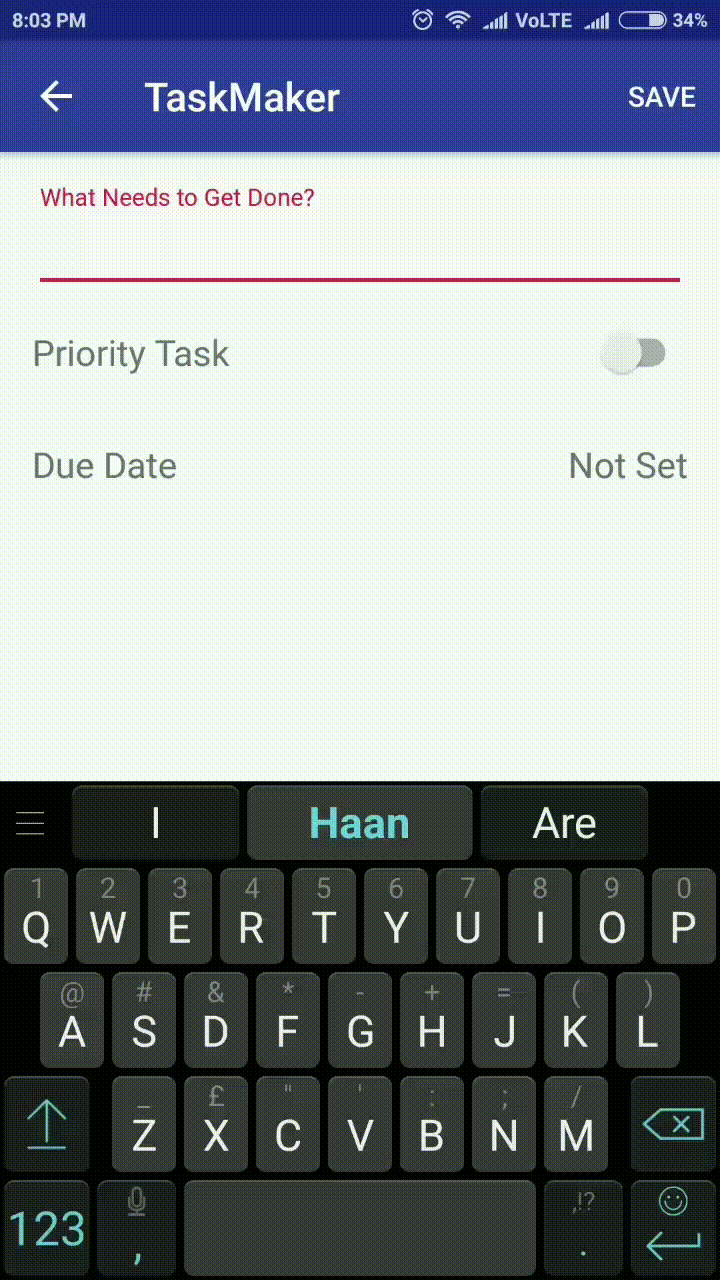 8:03 PM VoLTE 34%
TaskMaker SAVE
What Needs to Get Done?
Priority Task
Due Date Not Set
I Haan Are
1 2 3 4 5 6 7 8 9 0
Q W E R T Y U I O P
@ # & * - + = ( )
A S D F G H J K L
_ £ " ' : ; /
Z X C V B N M
,!?
123 , .